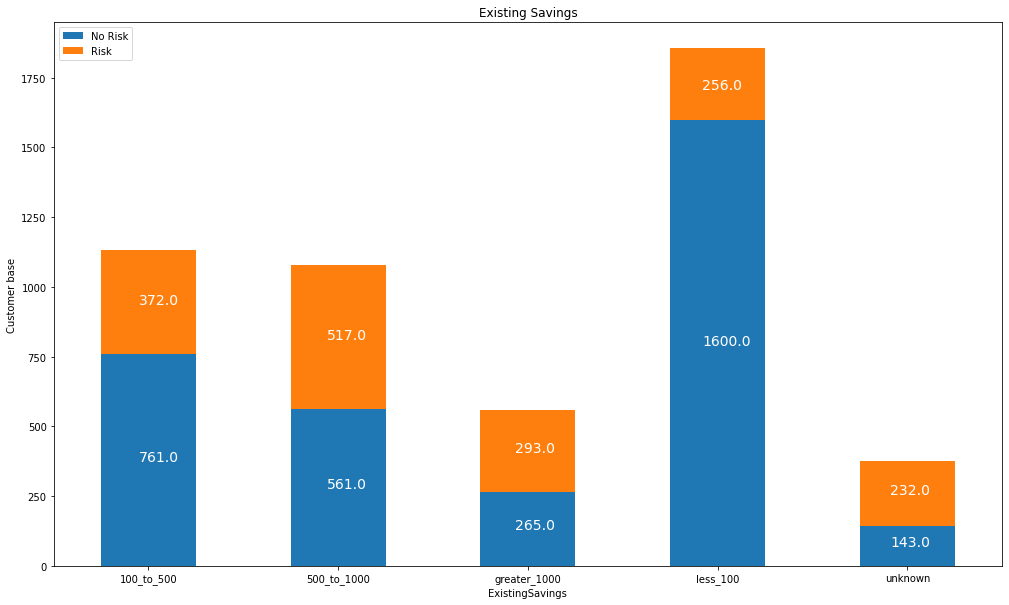 Existing Savings
No Risk
Risk
Customer base
1750
1500
1250
1000
750
500
250
0
372.0
761.0
517.0
561.0
293.0
265.0
256.0
1600.0
232.0
143.0
100_to_500
500_to_1000
greater_1000
less_100
unknown
ExistingSavings